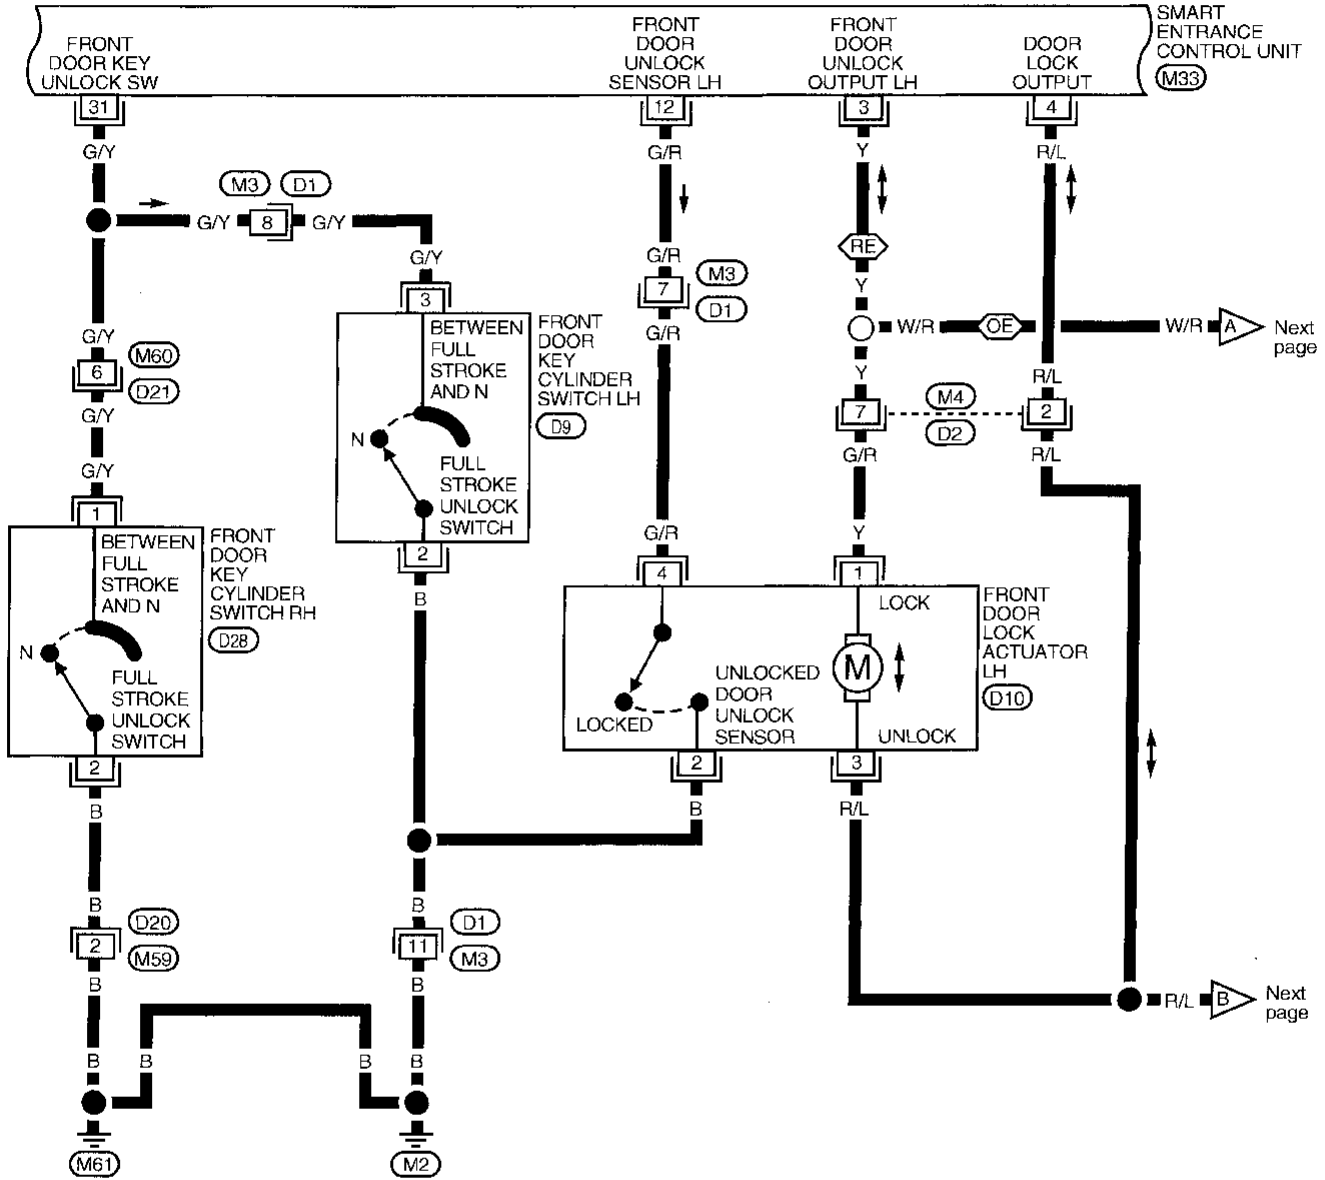 SMART
ENTRANCE
CONTROL UNIT
M33
FRONT
DOOR KEY
UNLOCK SW
FRONT
DOOR
UNLOCK
SENSOR LH
FRONT
DOOR
UNLOCK
OUTPUT LH
DOOR
LOCK
OUTPUT
31
12
3
4
G/Y
G/R
Y
R/L
M3
D1
G/Y
8
G/Y
RE
G/Y
G/R
7
M3
D1
G/R
Y
3
W/R
OE
W/R
A
Next
page
BETWEEN
FULL
STROKE
AND N
N
FULL
STROKE
UNLOCK
SWITCH
FRONT
DOOR
KEY
CYLINDER
SWITCH LH
D9
2
B
G/Y
6
M60
D21
G/Y
G/Y
Y
R/L
7
M4
D2
2
G/R
R/L
G/R
Y
1
BETWEEN
FULL
STROKE
AND N
N
FULL
STROKE
UNLOCK
SWITCH
FRONT
DOOR
KEY
CYLINDER
SWITCH RH
D28
2
B
4
1
LOCK
M
UNLOCKED
DOOR
UNLOCK
SENSOR
LOCKED
UNLOCK
FRONT
DOOR
LOCK
ACTUATOR
LH
D10
2
3
B
R/L
B
2
D20
M59
B
B
11
D1
M3
B
R/L
B
Next
page
B
B
B
B
M61
M2